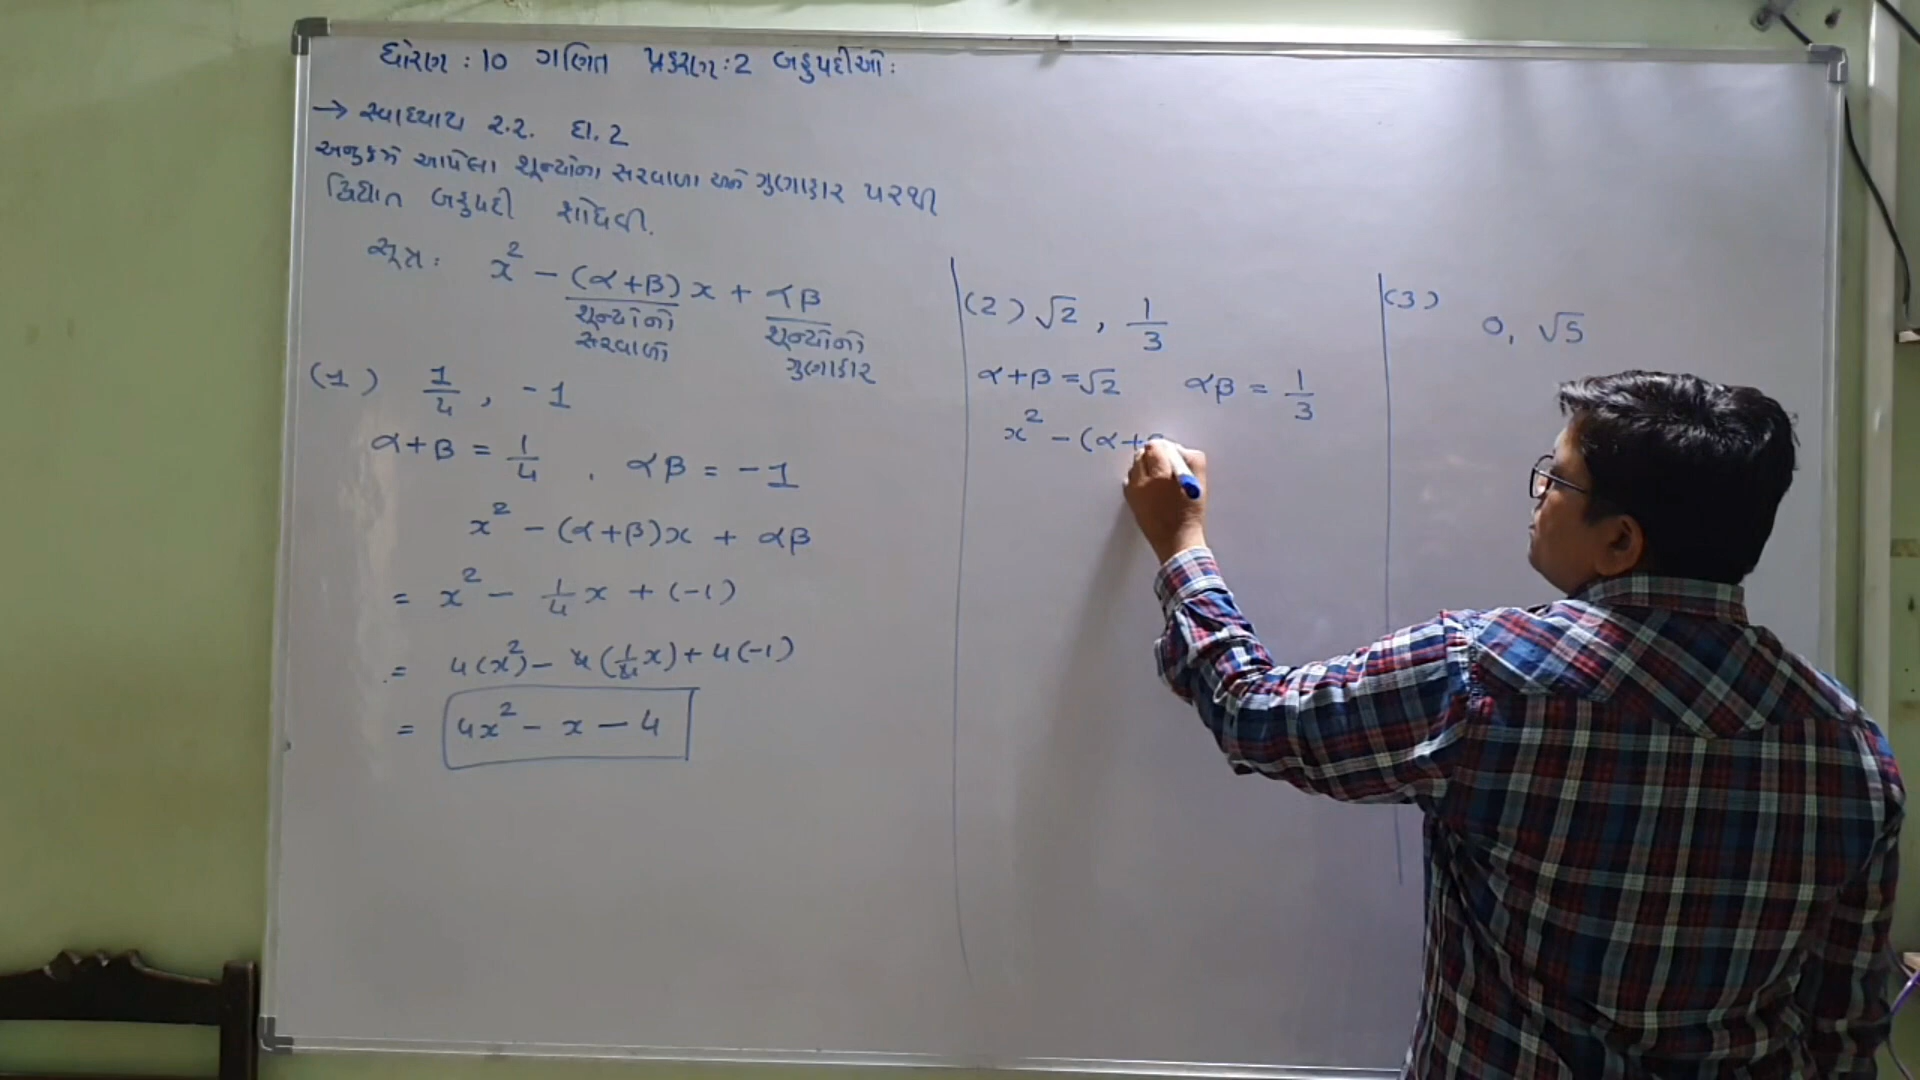 ધોરણ : 10 ગણિત પ્રકરણ : 2 બહુપદીઓ :
→ સ્વાધ્યાય 2.2. દા. 2
અનુક્રમે આપેલા શૂન્યોના સરવાળા અને ગુણાકાર પરથી
દ્વિઘાત બહુપદી શોધવી.
સૂત્ર : x² - (α+β)x + αβ
શૂન્યોનો સરવાળો
શૂન્યોનો ગુણાકાર
(1) 1/4 , -1
α+β = 1/4 . αβ = -1
x² - (α+β)x + αβ
= x² - 1/4 x + (-1)
= 4(x²) - 4(1/4 x) + 4(-1)
= 4x² - x - 4
(2) √2 , 1/3
α+β = √2 αβ = 1/3
x² - (α+β
(3) 0, √5